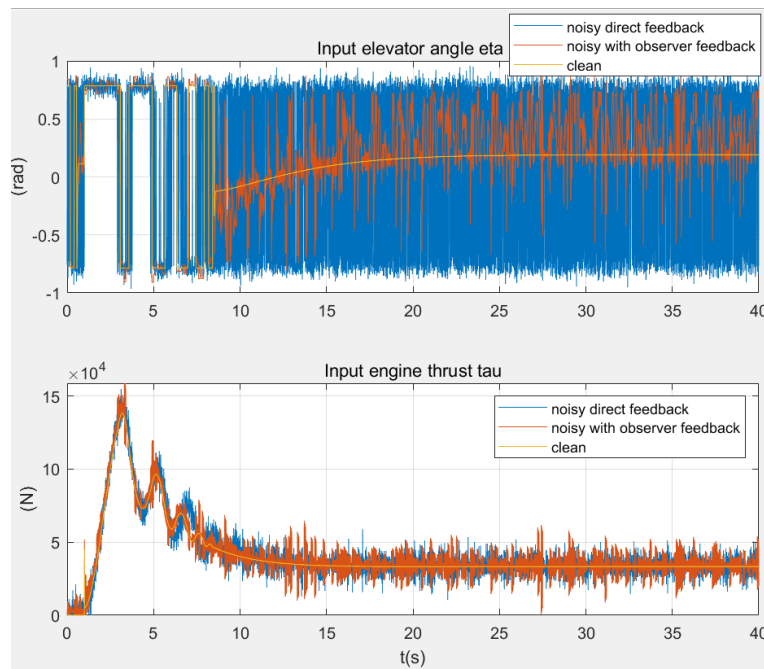 Input elevator angle eta
noisy direct feedback
noisy with observer feedback
clean
(rad)
1
0.5
0
-0.5
-1
0 5 10 15 20 25 30 35 40
Input engine thrust tau
×10⁴
noisy direct feedback
noisy with observer feedback
clean
(N)
15
10
5
0
0 5 10 15 20 25 30 35 40
t(s)